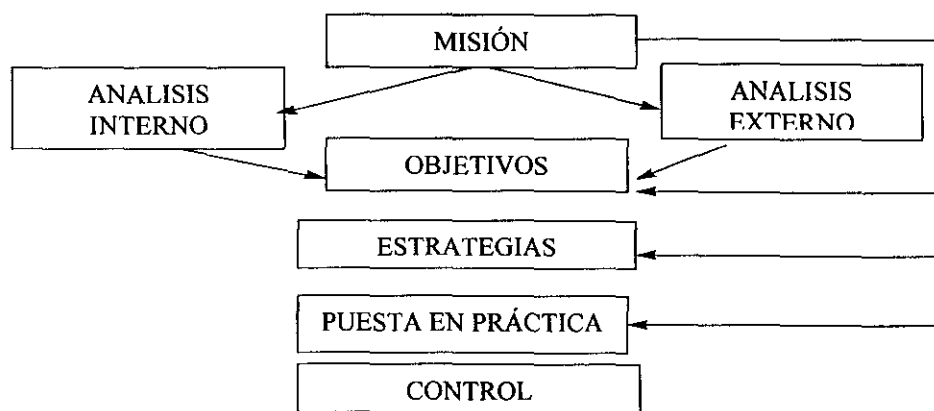 MISIÓN
ANALISIS
INTERNO
ANALISIS
EXTERNO
OBJETIVOS
ESTRATEGIAS
PUESTA EN PRÁCTICA
CONTROL